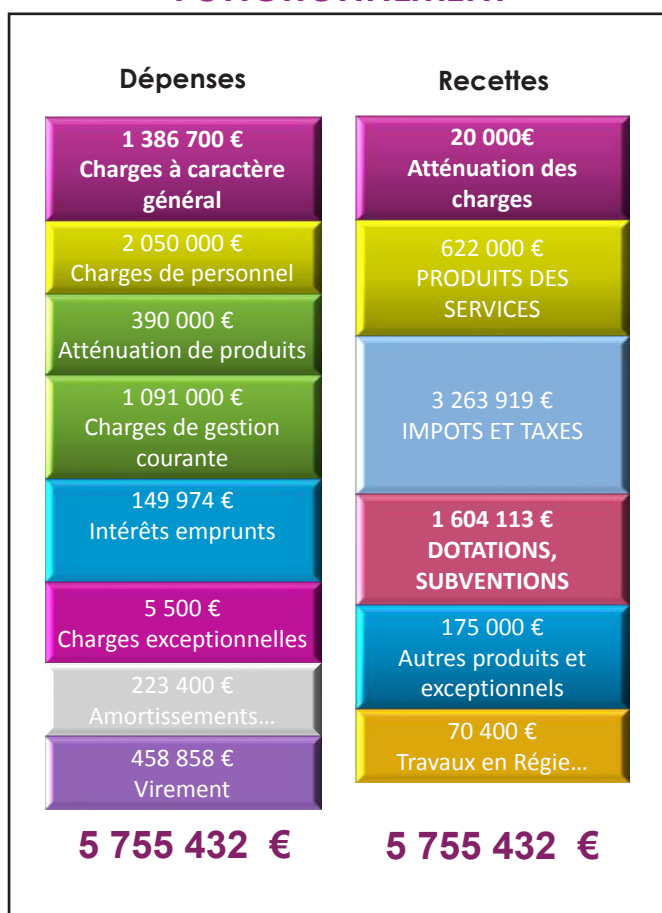 FONCTIONNEMENT
Dépenses
1 386 700 €
Charges à caractère
général
2 050 000 €
Charges de personnel
390 000 €
Atténuation de produits
1 091 000 €
Charges de gestion
courante
149 974 €
Intérêts emprunts
5 500 €
Charges exceptionnelles
223 400 €
Amortissements…
458 858 €
Virement
5 755 432 €
Recettes
20 000€
Atténuation des
charges
622 000 €
PRODUITS DES
SERVICES
3 263 919 €
IMPOTS ET TAXES
1 604 113 €
DOTATIONS,
SUBVENTIONS
175 000 €
Autres produits et
exceptionnels
70 400 €
Travaux en Régie…
5 755 432 €